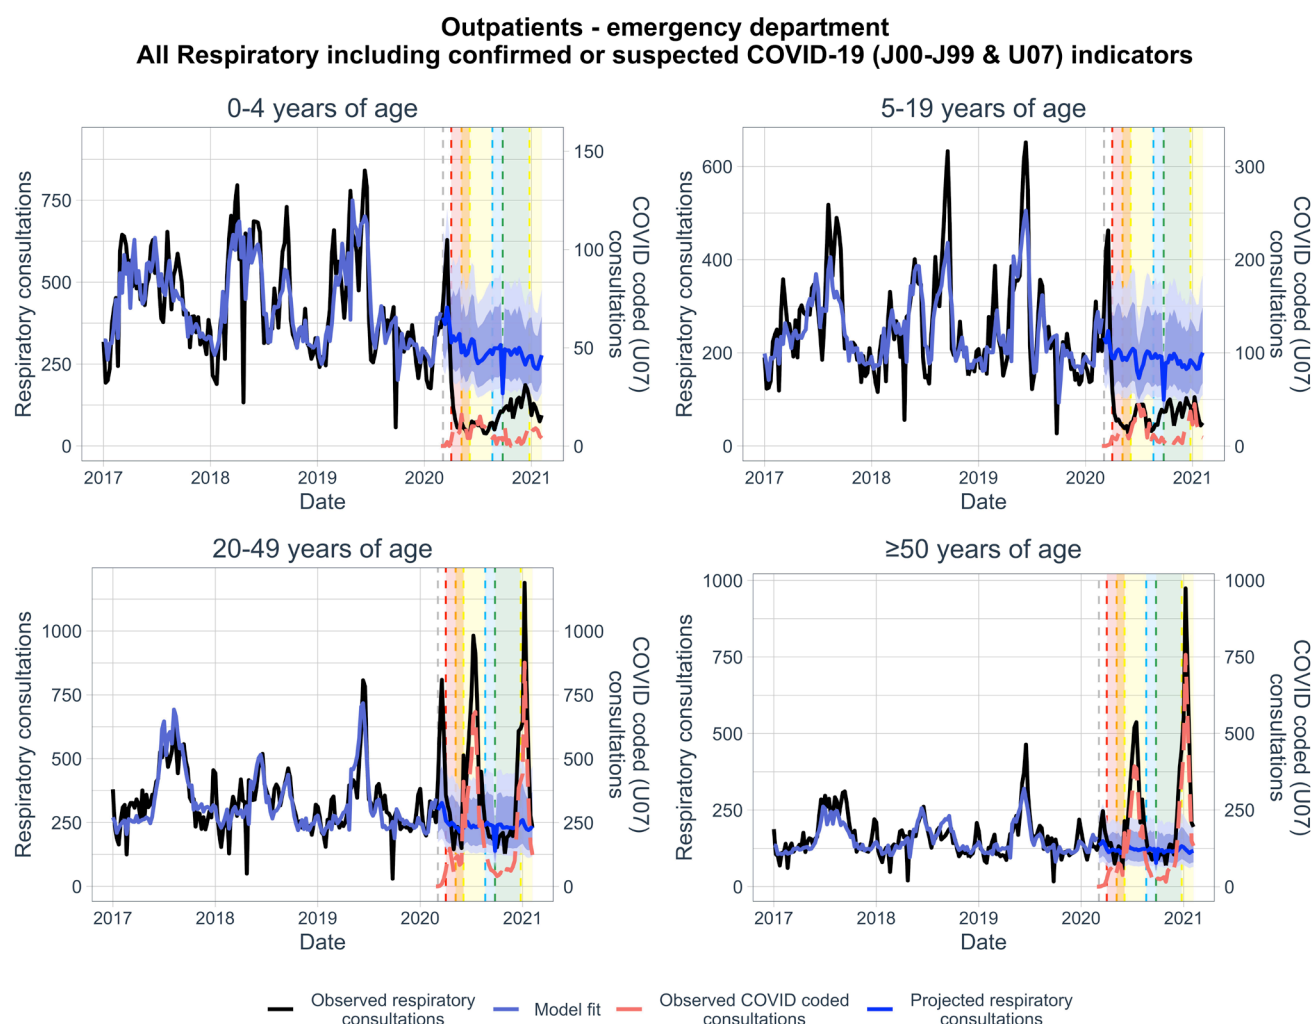 Outpatients - emergency department
All Respiratory including confirmed or suspected COVID-19 (J00-J99 & U07) indicators
0-4 years of age
Respiratory consultations
750
500
250
0
150
100
50
0
COVID coded (U07)
consultations
2017 2018 2019 2020 2021
Date
5-19 years of age
Respiratory consultations
600
400
200
0
300
200
100
0
COVID coded (U07)
consultations
2017 2018 2019 2020 2021
Date
20-49 years of age
Respiratory consultations
1000
750
500
250
0
1000
750
500
250
0
COVID coded (U07)
consultations
2017 2018 2019 2020 2021
Date
≥50 years of age
Respiratory consultations
1000
750
500
250
0
1000
750
500
250
0
COVID coded (U07)
consultations
2017 2018 2019 2020 2021
Date
Observed respiratory
consultations
Model fit
Observed COVID coded
consultations
Projected respiratory
consultations